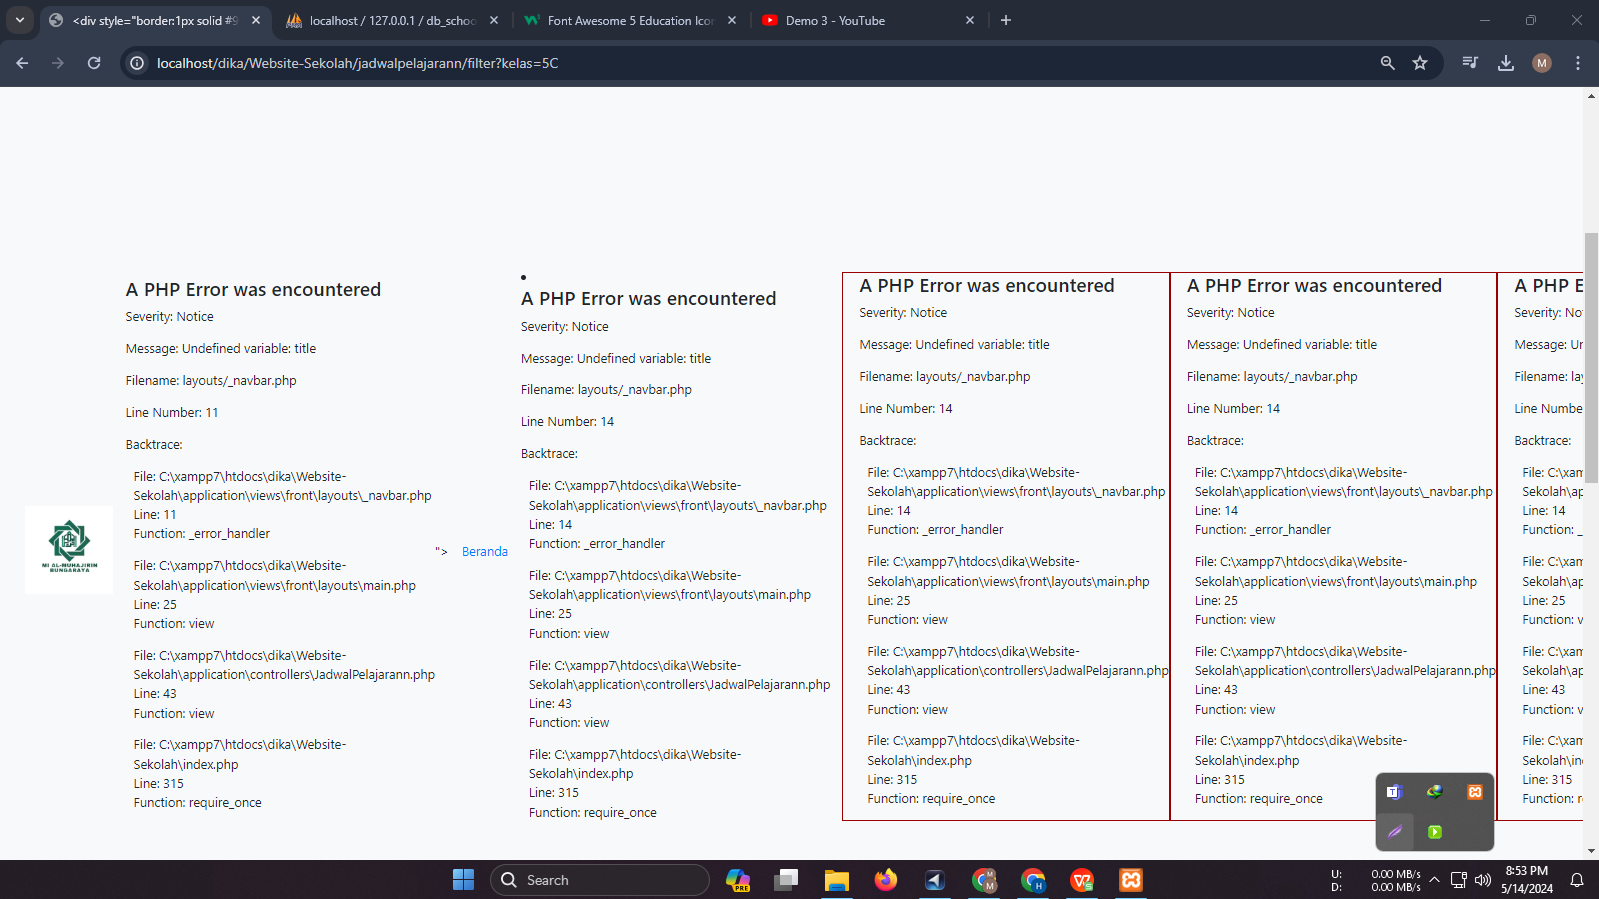 <div style="border:1px solid #9
localhost / 127.0.0.1 / db_schoo
Font Awesome 5 Education Icon
Demo 3 - YouTube
localhost/dika/Website-Sekolah/jadwalpelajarann/filter?kelas=5C
M
MI AL-MUHAJIRIN
BUNGARAYA
A PHP Error was encountered
Severity: Notice
Message: Undefined variable: title
Filename: layouts/_navbar.php
Line Number: 11
Backtrace:
File: C:\xampp7\htdocs\dika\Website-
Sekolah\application\views\front\layouts\_navbar.php
Line: 11
Function: _error_handler
File: C:\xampp7\htdocs\dika\Website-
Sekolah\application\views\front\layouts\main.php
Line: 25
Function: view
File: C:\xampp7\htdocs\dika\Website-
Sekolah\application\controllers\JadwalPelajarann.php
Line: 43
Function: view
File: C:\xampp7\htdocs\dika\Website-
Sekolah\index.php
Line: 315
Function: require_once
"> Beranda
A PHP Error was encountered
Severity: Notice
Message: Undefined variable: title
Filename: layouts/_navbar.php
Line Number: 14
Backtrace:
File: C:\xampp7\htdocs\dika\Website-
Sekolah\application\views\front\layouts\_navbar.php
Line: 14
Function: _error_handler
File: C:\xampp7\htdocs\dika\Website-
Sekolah\application\views\front\layouts\main.php
Line: 25
Function: view
File: C:\xampp7\htdocs\dika\Website-
Sekolah\application\controllers\JadwalPelajarann.php
Line: 43
Function: view
File: C:\xampp7\htdocs\dika\Website-
Sekolah\index.php
Line: 315
Function: require_once
A PHP Error was encountered
Severity: Notice
Message: Undefined variable: title
Filename: layouts/_navbar.php
Line Number: 14
Backtrace:
File: C:\xampp7\htdocs\dika\Website-
Sekolah\application\views\front\layouts\_navbar.php
Line: 14
Function: _error_handler
File: C:\xampp7\htdocs\dika\Website-
Sekolah\application\views\front\layouts\main.php
Line: 25
Function: view
File: C:\xampp7\htdocs\dika\Website-
Sekolah\application\controllers\JadwalPelajarann.php
Line: 43
Function: view
File: C:\xampp7\htdocs\dika\Website-
Sekolah\index.php
Line: 315
Function: require_once
A PHP Error was encountered
Severity: Notice
Message: Undefined variable: title
Filename: layouts/_navbar.php
Line Number: 14
Backtrace:
File: C:\xampp7\htdocs\dika\Website-
Sekolah\application\views\front\layouts\_navbar.php
Line: 14
Function: _error_handler
File: C:\xampp7\htdocs\dika\Website-
Sekolah\application\views\front\layouts\main.php
Line: 25
Function: view
File: C:\xampp7\htdocs\dika\Website-
Sekolah\application\controllers\JadwalPelajarann.php
Line: 43
Function: view
File: C:\xampp7\htdocs\dika\Website-
Sekolah\index.php
Line: 315
Function: require_once
A PHP E
Severity: No
Message: Un
Filename: la
Line Numbe
Backtrace:
File: C:\xam
Sekolah\ap
Line: 14
Function: _
File: C:\xam
Sekolah\ap
Line: 25
Function: v
File: C:\xam
Sekolah\ap
Line: 43
Function: v
File: C:\xam
Sekolah\in
Line: 315
Function: r
Search
PRE
U: 0.00 MB/s
D: 0.00 MB/s
8:53 PM
5/14/2024